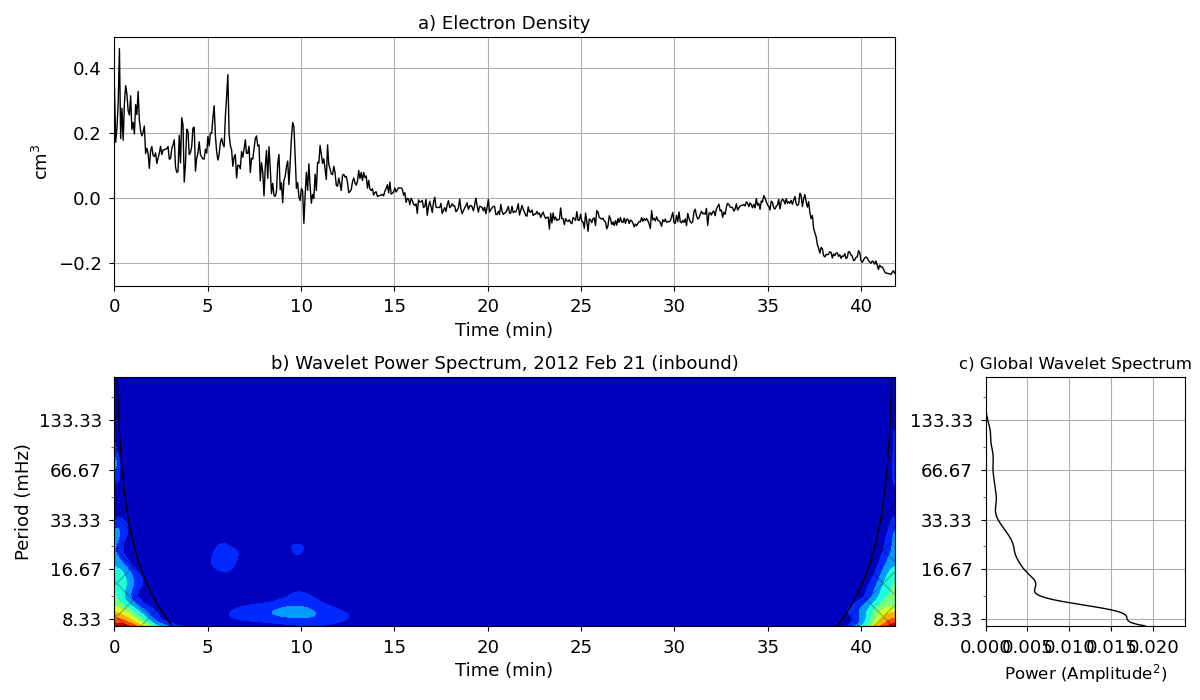 a) Electron Density
cm³
0.4
0.2
0.0
−0.2
0 5 10 15 20 25 30 35 40
Time (min)
b) Wavelet Power Spectrum, 2012 Feb 21 (inbound)
Period (mHz)
133.33
66.67
33.33
16.67
8.33
0 5 10 15 20 25 30 35 40
Time (min)
c) Global Wavelet Spectrum
133.33
66.67
33.33
16.67
8.33
0.000 0.005 0.010 0.015 0.020
Power (Amplitude²)